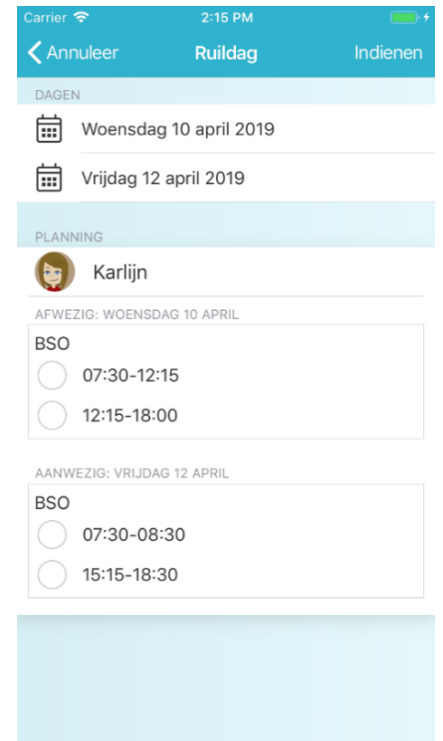 Carrier 2:15 PM
Annuleer Ruildag Indienen
DAGEN
Woensdag 10 april 2019
Vrijdag 12 april 2019
PLANNING
Karlijn
AFWEZIG: WOENSDAG 10 APRIL
BSO
07:30-12:15
12:15-18:00
AANWEZIG: VRIJDAG 12 APRIL
BSO
07:30-08:30
15:15-18:30